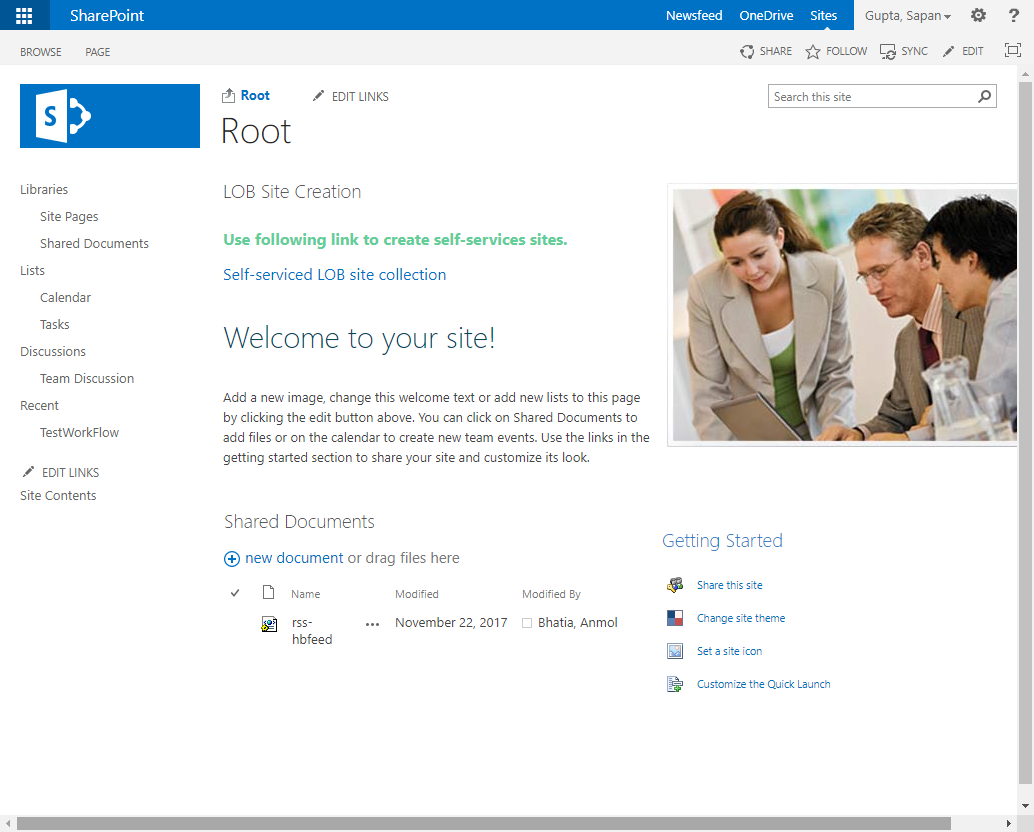 SharePoint
Newsfeed OneDrive Sites Gupta, Sapan ?
BROWSE PAGE
SHARE FOLLOW SYNC EDIT
S
Root EDIT LINKS
Search this site
Root
Libraries
Site Pages
Shared Documents
Lists
Calendar
Tasks
Discussions
Team Discussion
Recent
TestWorkFlow
EDIT LINKS
Site Contents
LOB Site Creation
Use following link to create self-services sites.
Self-serviced LOB site collection
Welcome to your site!
Add a new image, change this welcome text or add new lists to this page
by clicking the edit button above. You can click on Shared Documents to
add files or on the calendar to create new team events. Use the links in the
getting started section to share your site and customize its look.
Shared Documents
new document or drag files here
Name Modified Modified By
rss-
hbfeed
... November 22, 2017 Bhatia, Anmol
Getting Started
Share this site
Change site theme
Set a site icon
Customize the Quick Launch